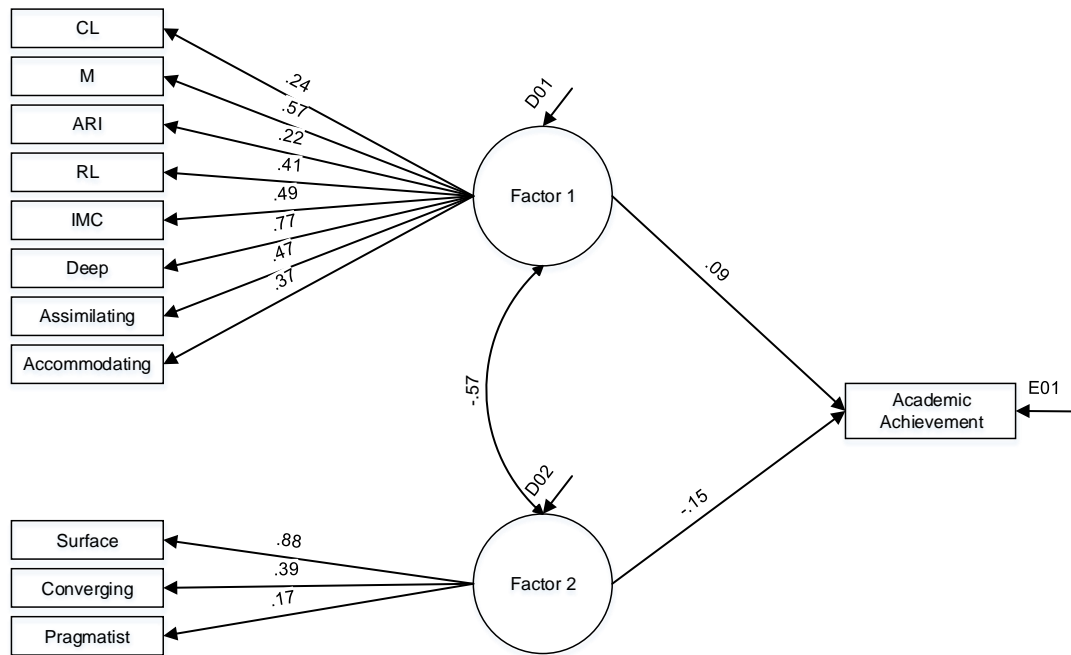 CL
M
ARI
RL
IMC
Deep
Assimilating
Accommodating
.24
.57
.22
.41
.49
.77
.47
.37
D01
Factor 1
.09
-.57
Academic
Achievement
E01
D02
-.15
Surface
Converging
Pragmatist
.88
.39
.17
Factor 2